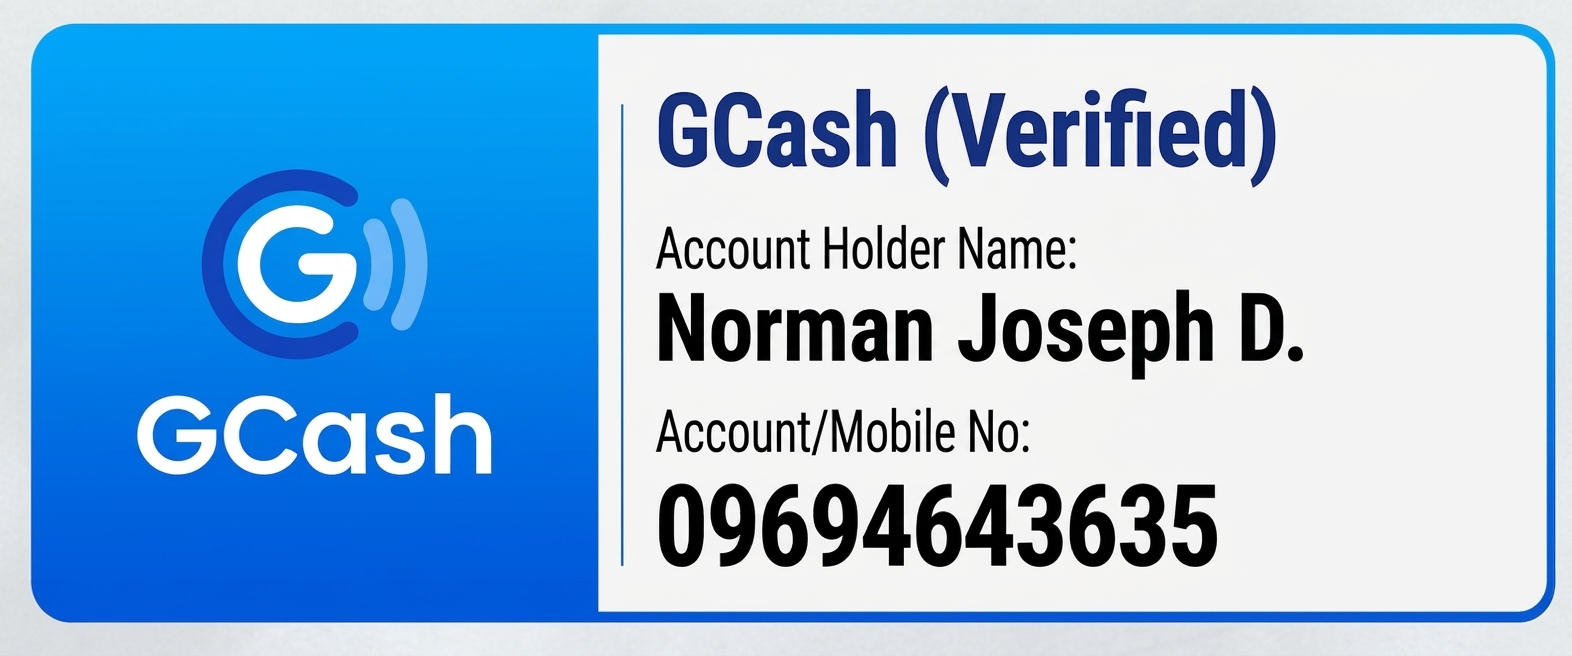 GCash
GCash (Verified)
Account Holder Name:
Norman Joseph D.
Account/Mobile No:
09694643635